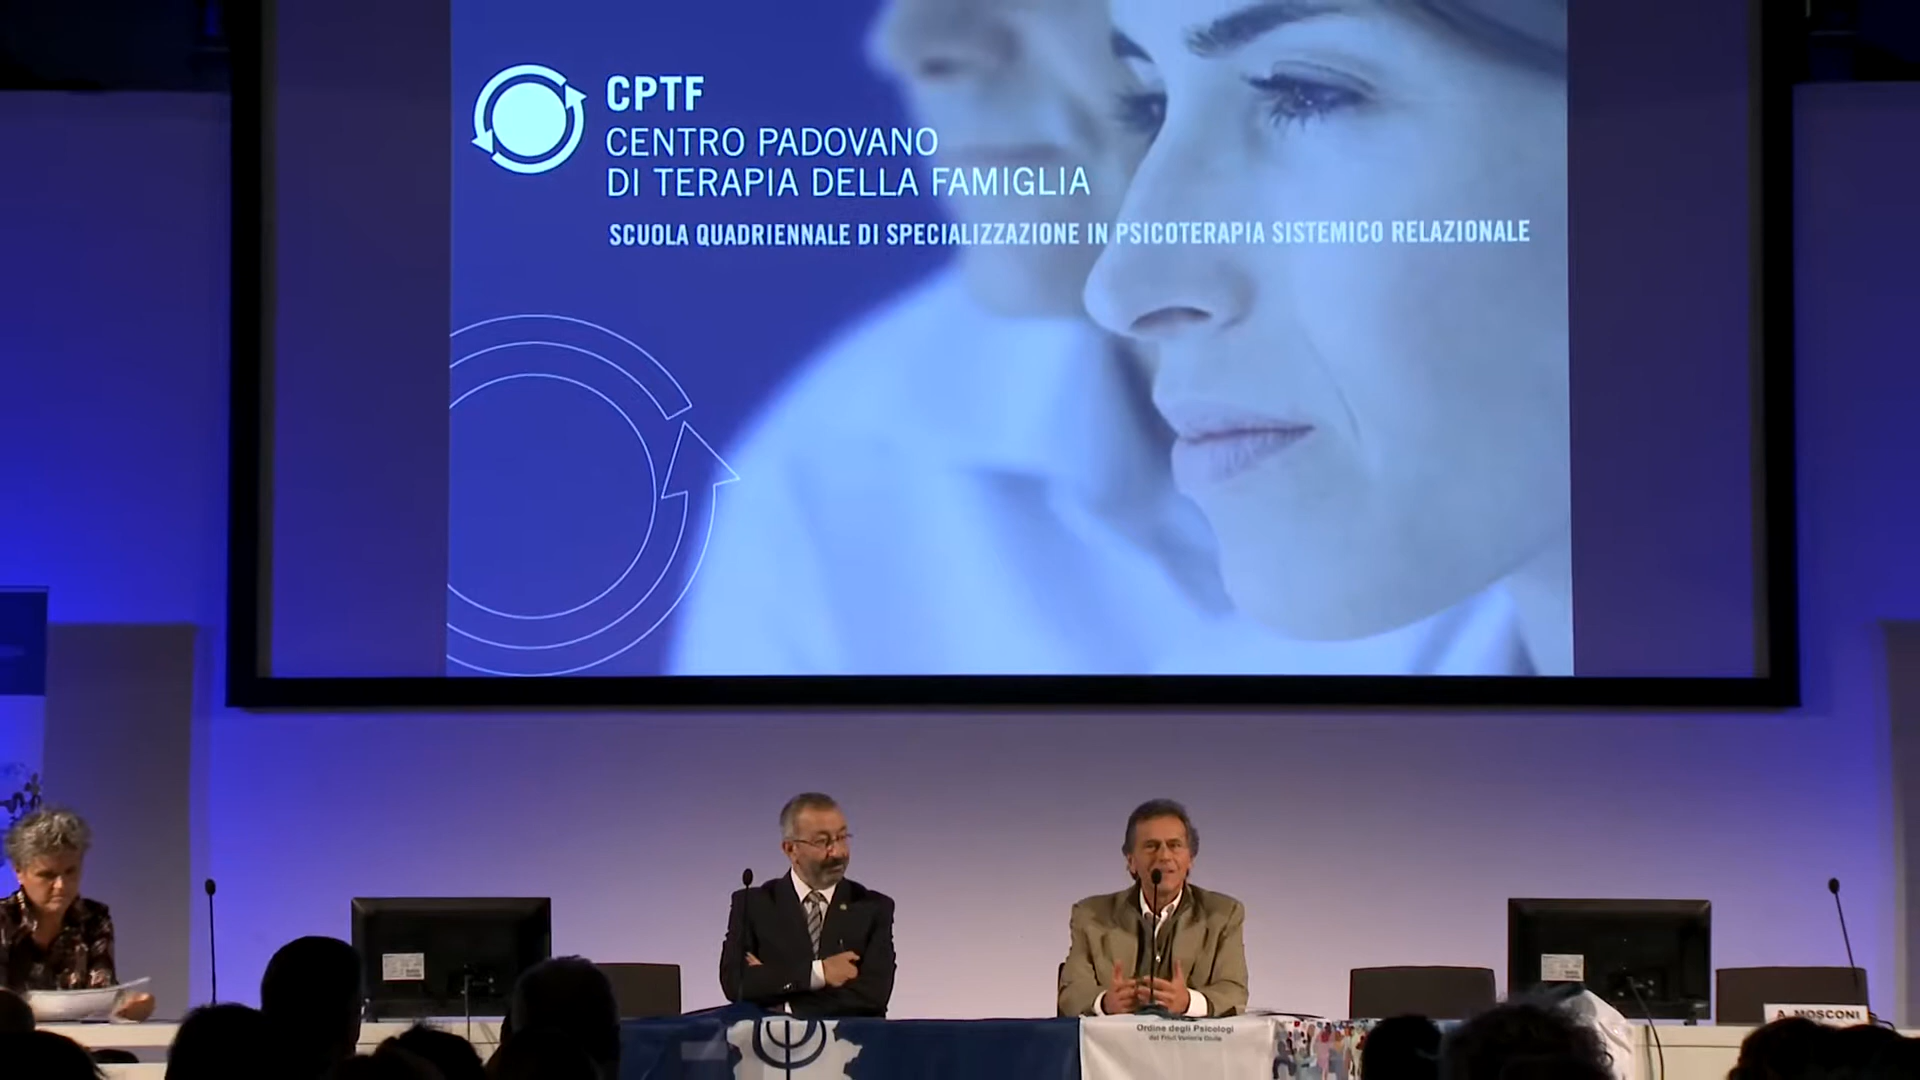 CPTF
CENTRO PADOVANO
DI TERAPIA DELLA FAMIGLIA
SCUOLA QUADRIENNALE DI SPECIALIZZAZIONE IN PSICOTERAPIA SISTEMICO RELAZIONALE
Ordine degli Psicologi
A. MOSCONI